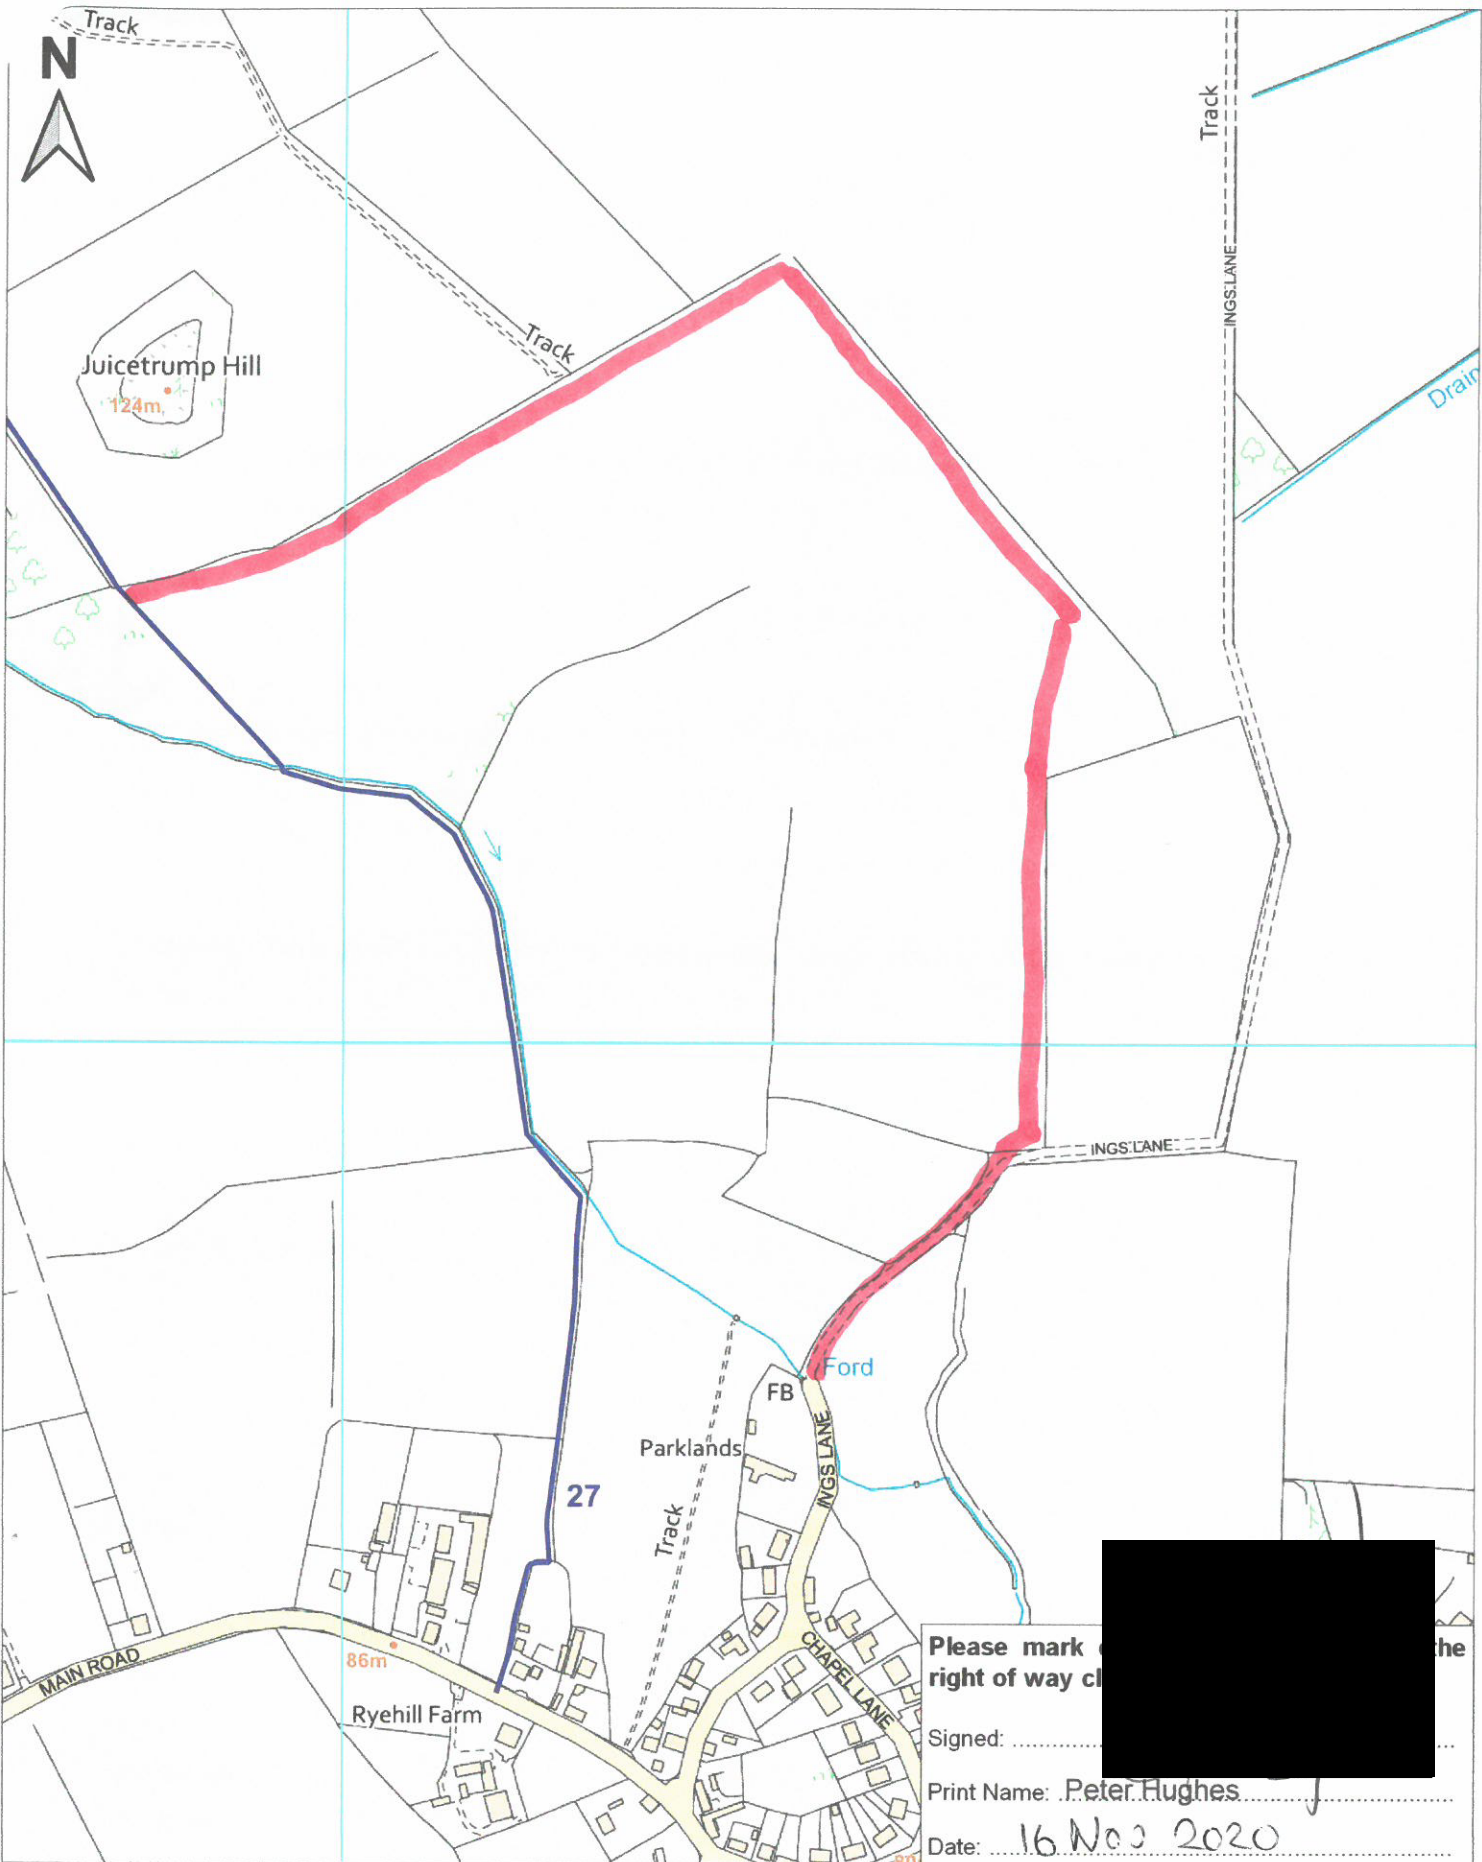 Track
N
Track
INGS LANE
Track
Juicetrump Hill
124m
Drain
INGS LANE
Ford
FB
INGS LANE
Parklands
27
Track
MAIN ROAD
86m
CHAPEL LANE
Ryehill Farm
Please mark the
right of way cl
Signed:
Print Name: Peter Hughes
Date: 16 Nov 2020